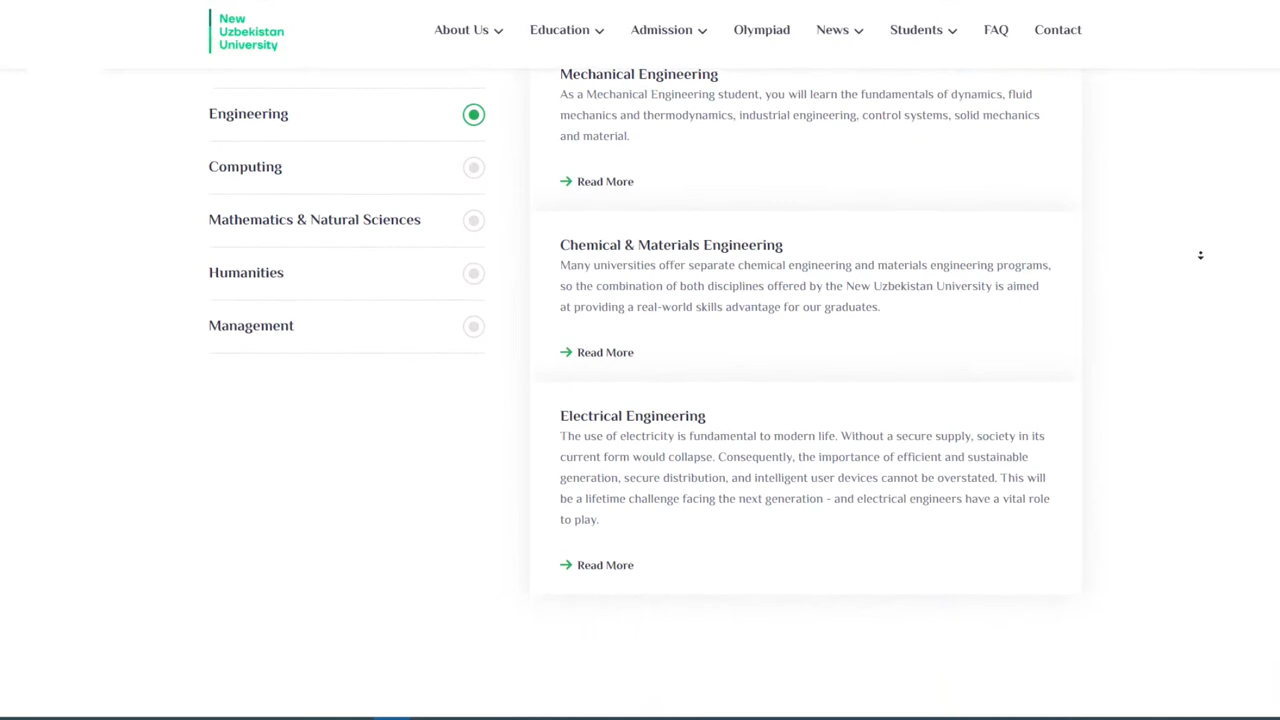 New
Uzbekistan
University
About Us
Education
Admission
Olympiad
News
Students
FAQ
Contact
Engineering
Computing
Mathematics & Natural Sciences
Humanities
Management
Mechanical Engineering
As a Mechanical Engineering student, you will learn the fundamentals of dynamics, fluid
mechanics and thermodynamics, industrial engineering, control systems, solid mechanics
and material.
Read More
Chemical & Materials Engineering
Many universities offer separate chemical engineering and materials engineering programs,
so the combination of both disciplines offered by the New Uzbekistan University is aimed
at providing a real-world skills advantage for our graduates.
Read More
Electrical Engineering
The use of electricity is fundamental to modern life. Without a secure supply, society in its
current form would collapse. Consequently, the importance of efficient and sustainable
generation, secure distribution, and intelligent user devices cannot be overstated. This will
be a lifetime challenge facing the next generation - and electrical engineers have a vital role
to play.
Read More